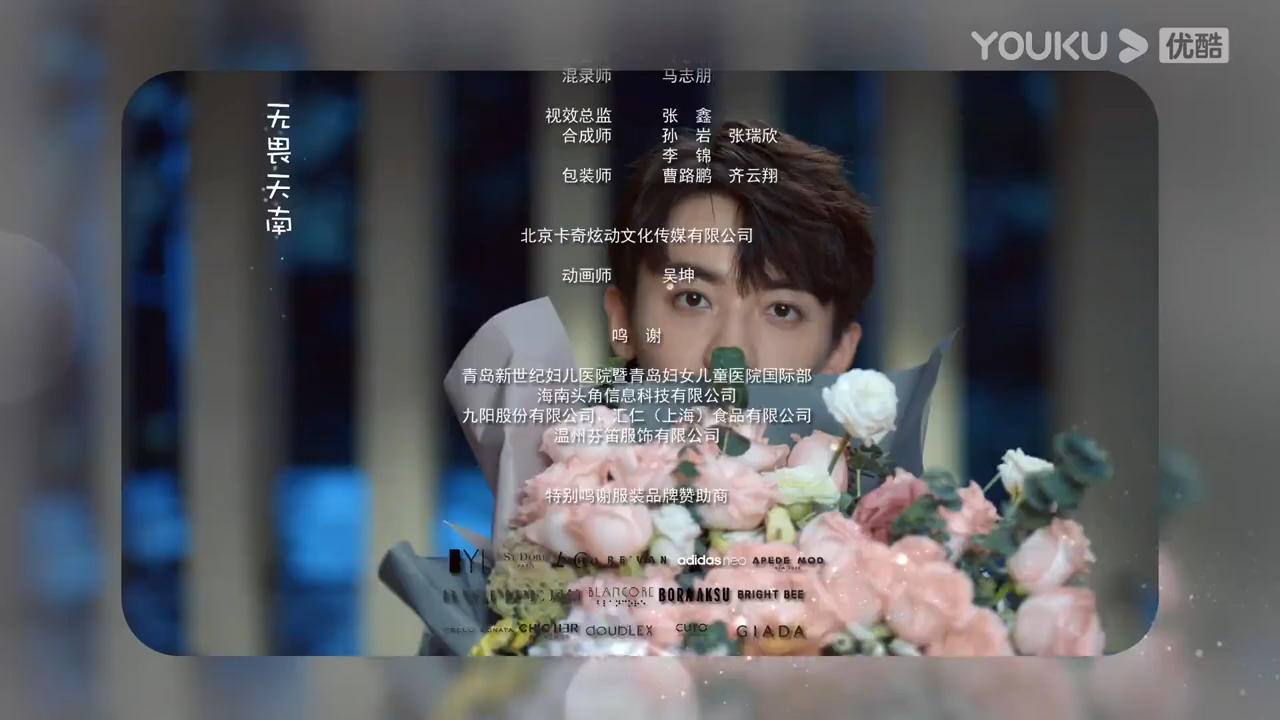 YOUKU 优酷
无畏天南
混录师 马志朋
视效总监 张 鑫
合成师 孙 岩 张瑞欣
李 锦
包装师 曹路鹏 齐云翔
北京卡奇炫动文化传媒有限公司
动画师 吴坤
鸣 谢
青岛新世纪妇儿医院暨青岛妇女儿童医院国际部
海南头角信息科技有限公司
九阳股份有限公司、汇仁（上海）食品有限公司
温州芬笛服饰有限公司
特别鸣谢服装品牌赞助商
adidas neo
BLANCORE BORA AKSU BRIGHT BEE
DOUBLEX GIADA